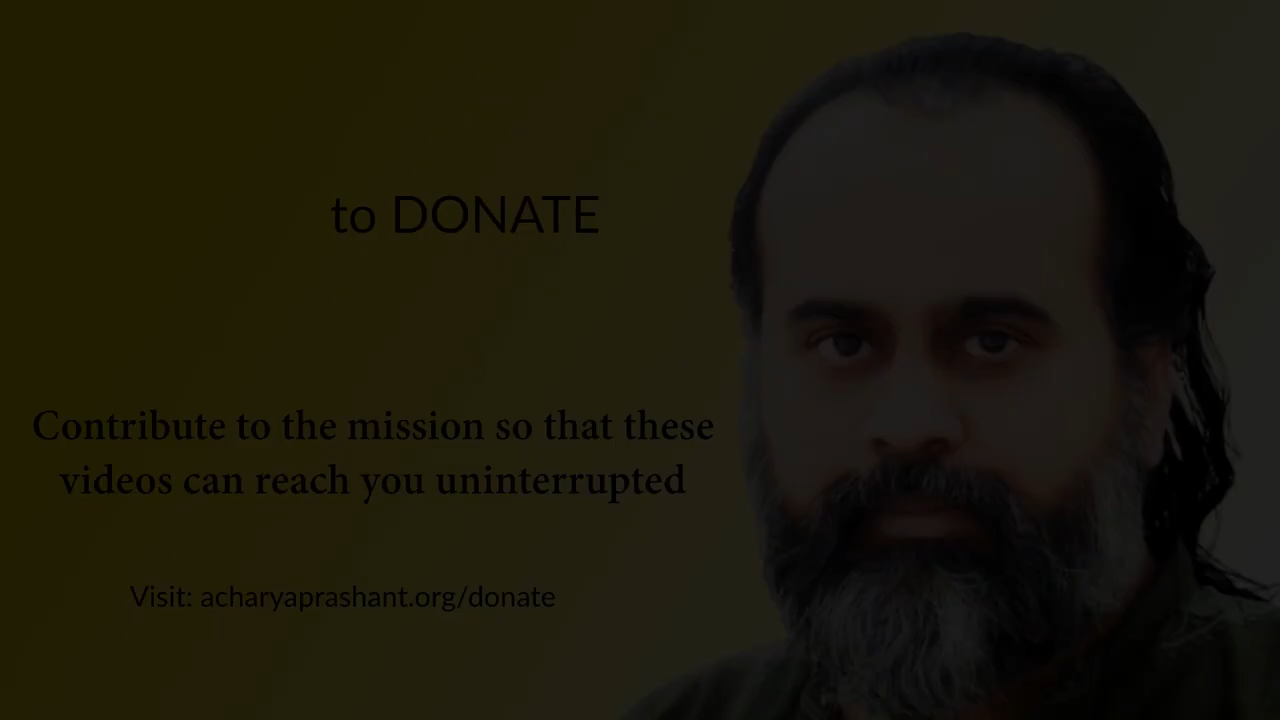 to DONATE
Contribute to the mission so that these
videos can reach you uninterrupted
Visit: acharyaprashant.org/donate